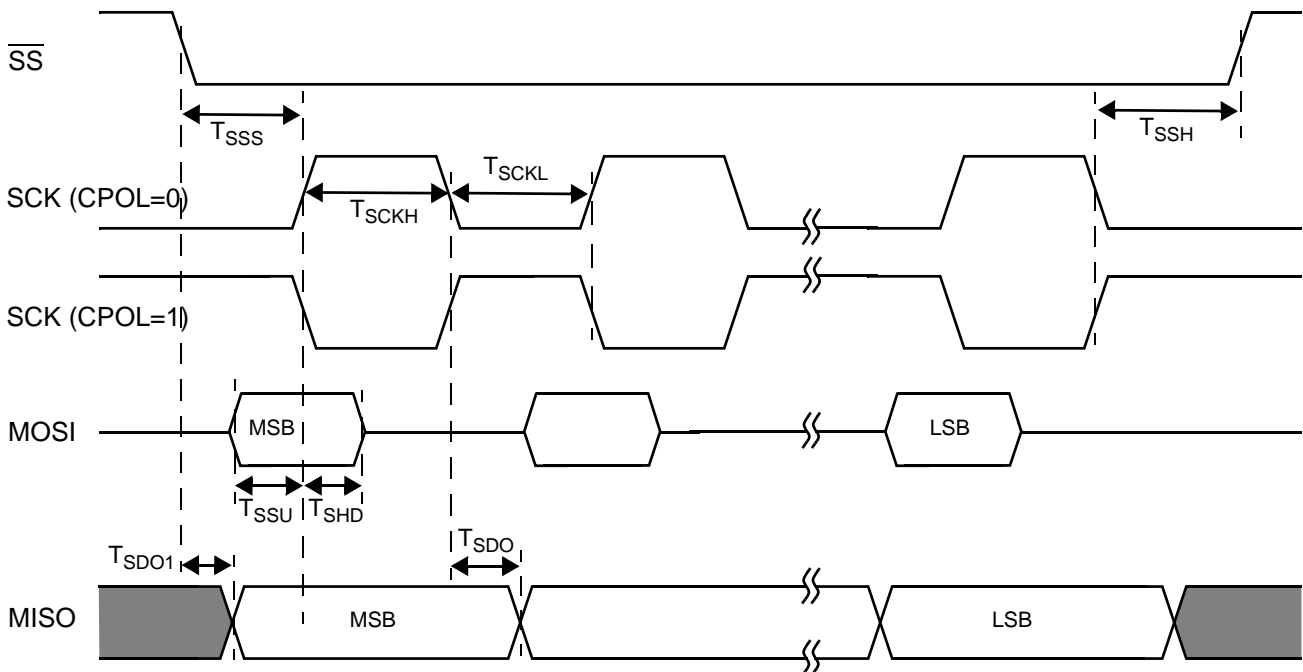 SS
TSSS
TSSH
TSCKL
SCK (CPOL=0)
TSCKH
SCK (CPOL=1)
MOSI
MSB
LSB
TSSU
TSHD
TSDO1
TSDO
MISO
MSB
LSB